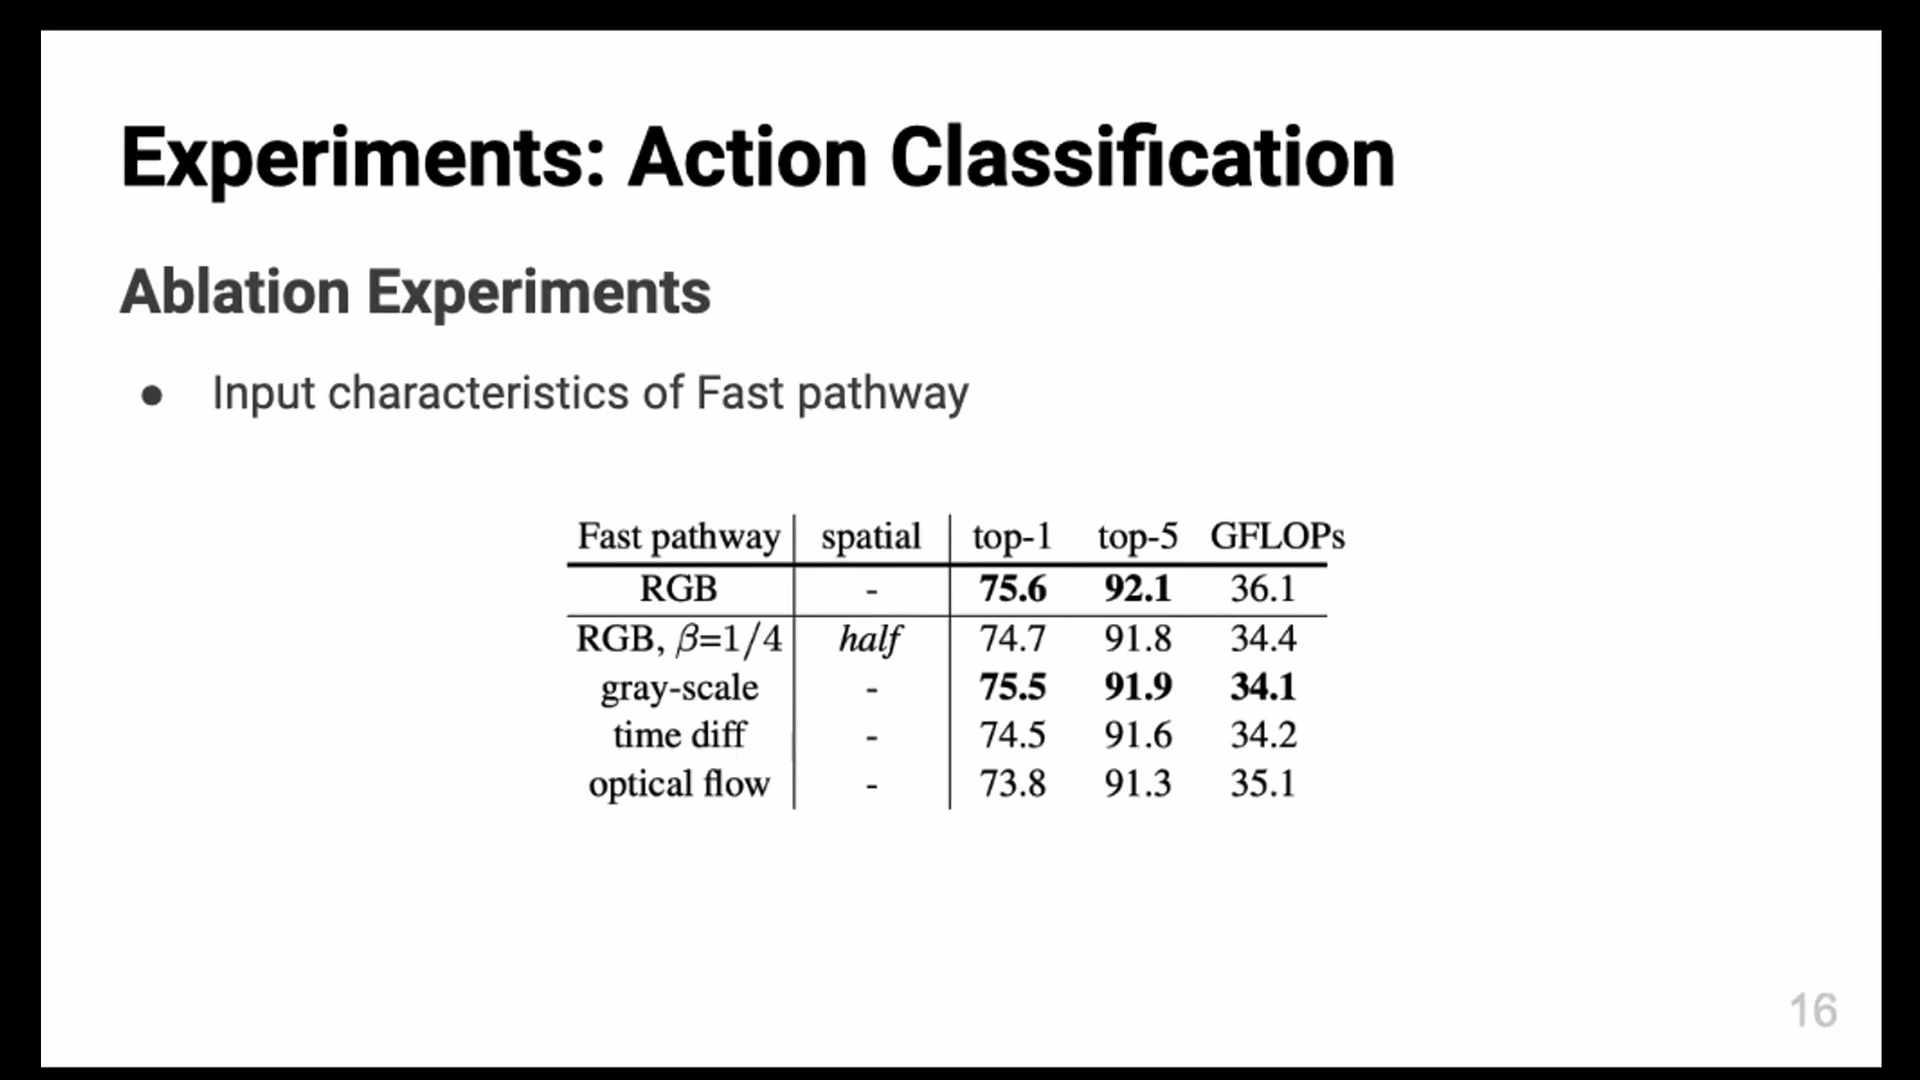 Experiments: Action Classification
Ablation Experiments
● Input characteristics of Fast pathway
Fast pathway spatial top-1 top-5 GFLOPs
RGB - 75.6 92.1 36.1
RGB, β=1/4 half 74.7 91.8 34.4
gray-scale - 75.5 91.9 34.1
time diff - 74.5 91.6 34.2
optical flow - 73.8 91.3 35.1
16